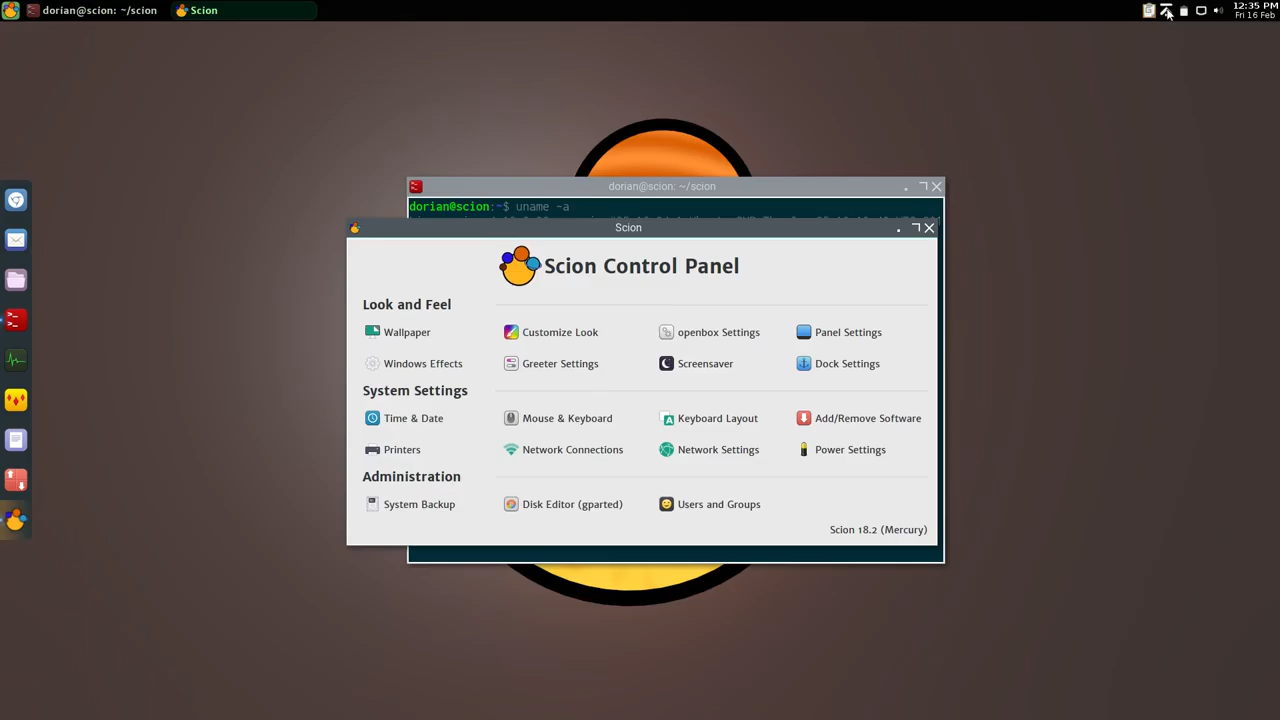 dorian@scion: ~/scion
Scion
12:35 PM
Fri 16 Feb
dorian@scion: ~/scion
dorian@scion:~$ uname -a
Scion
Scion Control Panel
Look and Feel
Wallpaper
Customize Look
openbox Settings
Panel Settings
Windows Effects
Greeter Settings
Screensaver
Dock Settings
System Settings
Time & Date
Mouse & Keyboard
Keyboard Layout
Add/Remove Software
Printers
Network Connections
Network Settings
Power Settings
Administration
System Backup
Disk Editor (gparted)
Users and Groups
Scion 18.2 (Mercury)